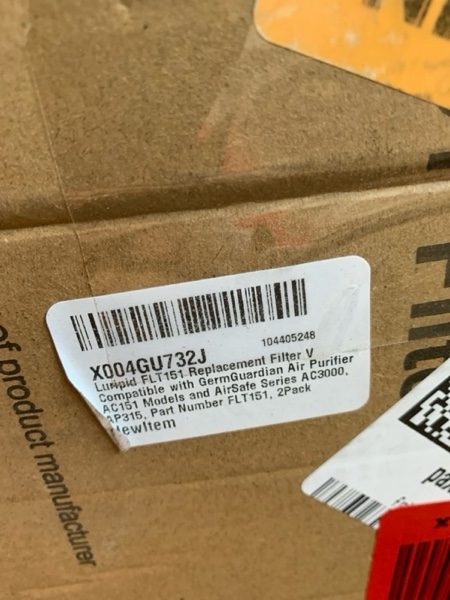 104405248
X004GU732J
Lunpid FLT151 Replacement Filter V
Compatible with GermGuardian Air Purifier
AC151 Models and AirSafe Series AC3000,
AP315, Part Number FLT151, 2Pack
NewItem
of product manufacturer
Filte